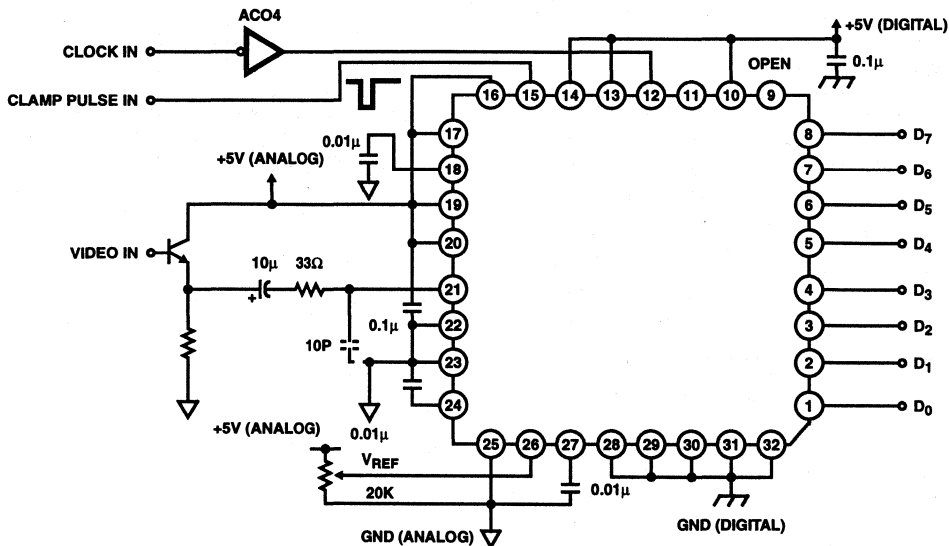 ACO4
CLOCK IN
+5V (DIGITAL)
0.1µ
OPEN
CLAMP PULSE IN
16 15 14 13 12 11 10 9
17 8 D7
0.01µ
18 7 D6
+5V (ANALOG)
19 6 D5
VIDEO IN
20 5 D4
10µ 33Ω
+
21 4 D3
0.1µ
22 3 D2
10P
23 2 D1
24 1 D0
0.01µ
+5V (ANALOG)
25 26 27 28 29 30 31 32
VREF
20K
0.01µ
GND (DIGITAL)
GND (ANALOG)